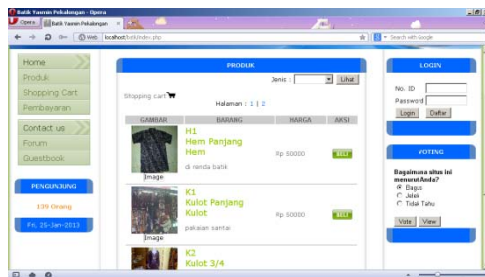 Batik Yasmin Pekalongan - Opera
Opera
Batik Yasmin Pekalongan
Web
localhost/batik/index.php
Search with Google
Home
Produk
Shopping Cart
Pembayaran
Contact us
Forum
Guestbook
PENGUNJUNG
139 Orang
Fri, 25-Jan-2013
PRODUK
Jenis :
Lihat
Shopping cart
Halaman : 1 | 2
GAMBAR BARANG HARGA AKSI
H1
Hem Panjang
Hem
di renda batik
Rp 50000
BELI
Image
K1
Kulot Panjang
Kulot
pakaian santai
Rp 50000
BELI
Image
K2
Kulot 3/4
LOGIN
No. ID
Password
Login Daftar
VOTING
Bagaimana situs ini
menurutAnda?
Bagus
Jelek
Tidak Tahu
Vote View